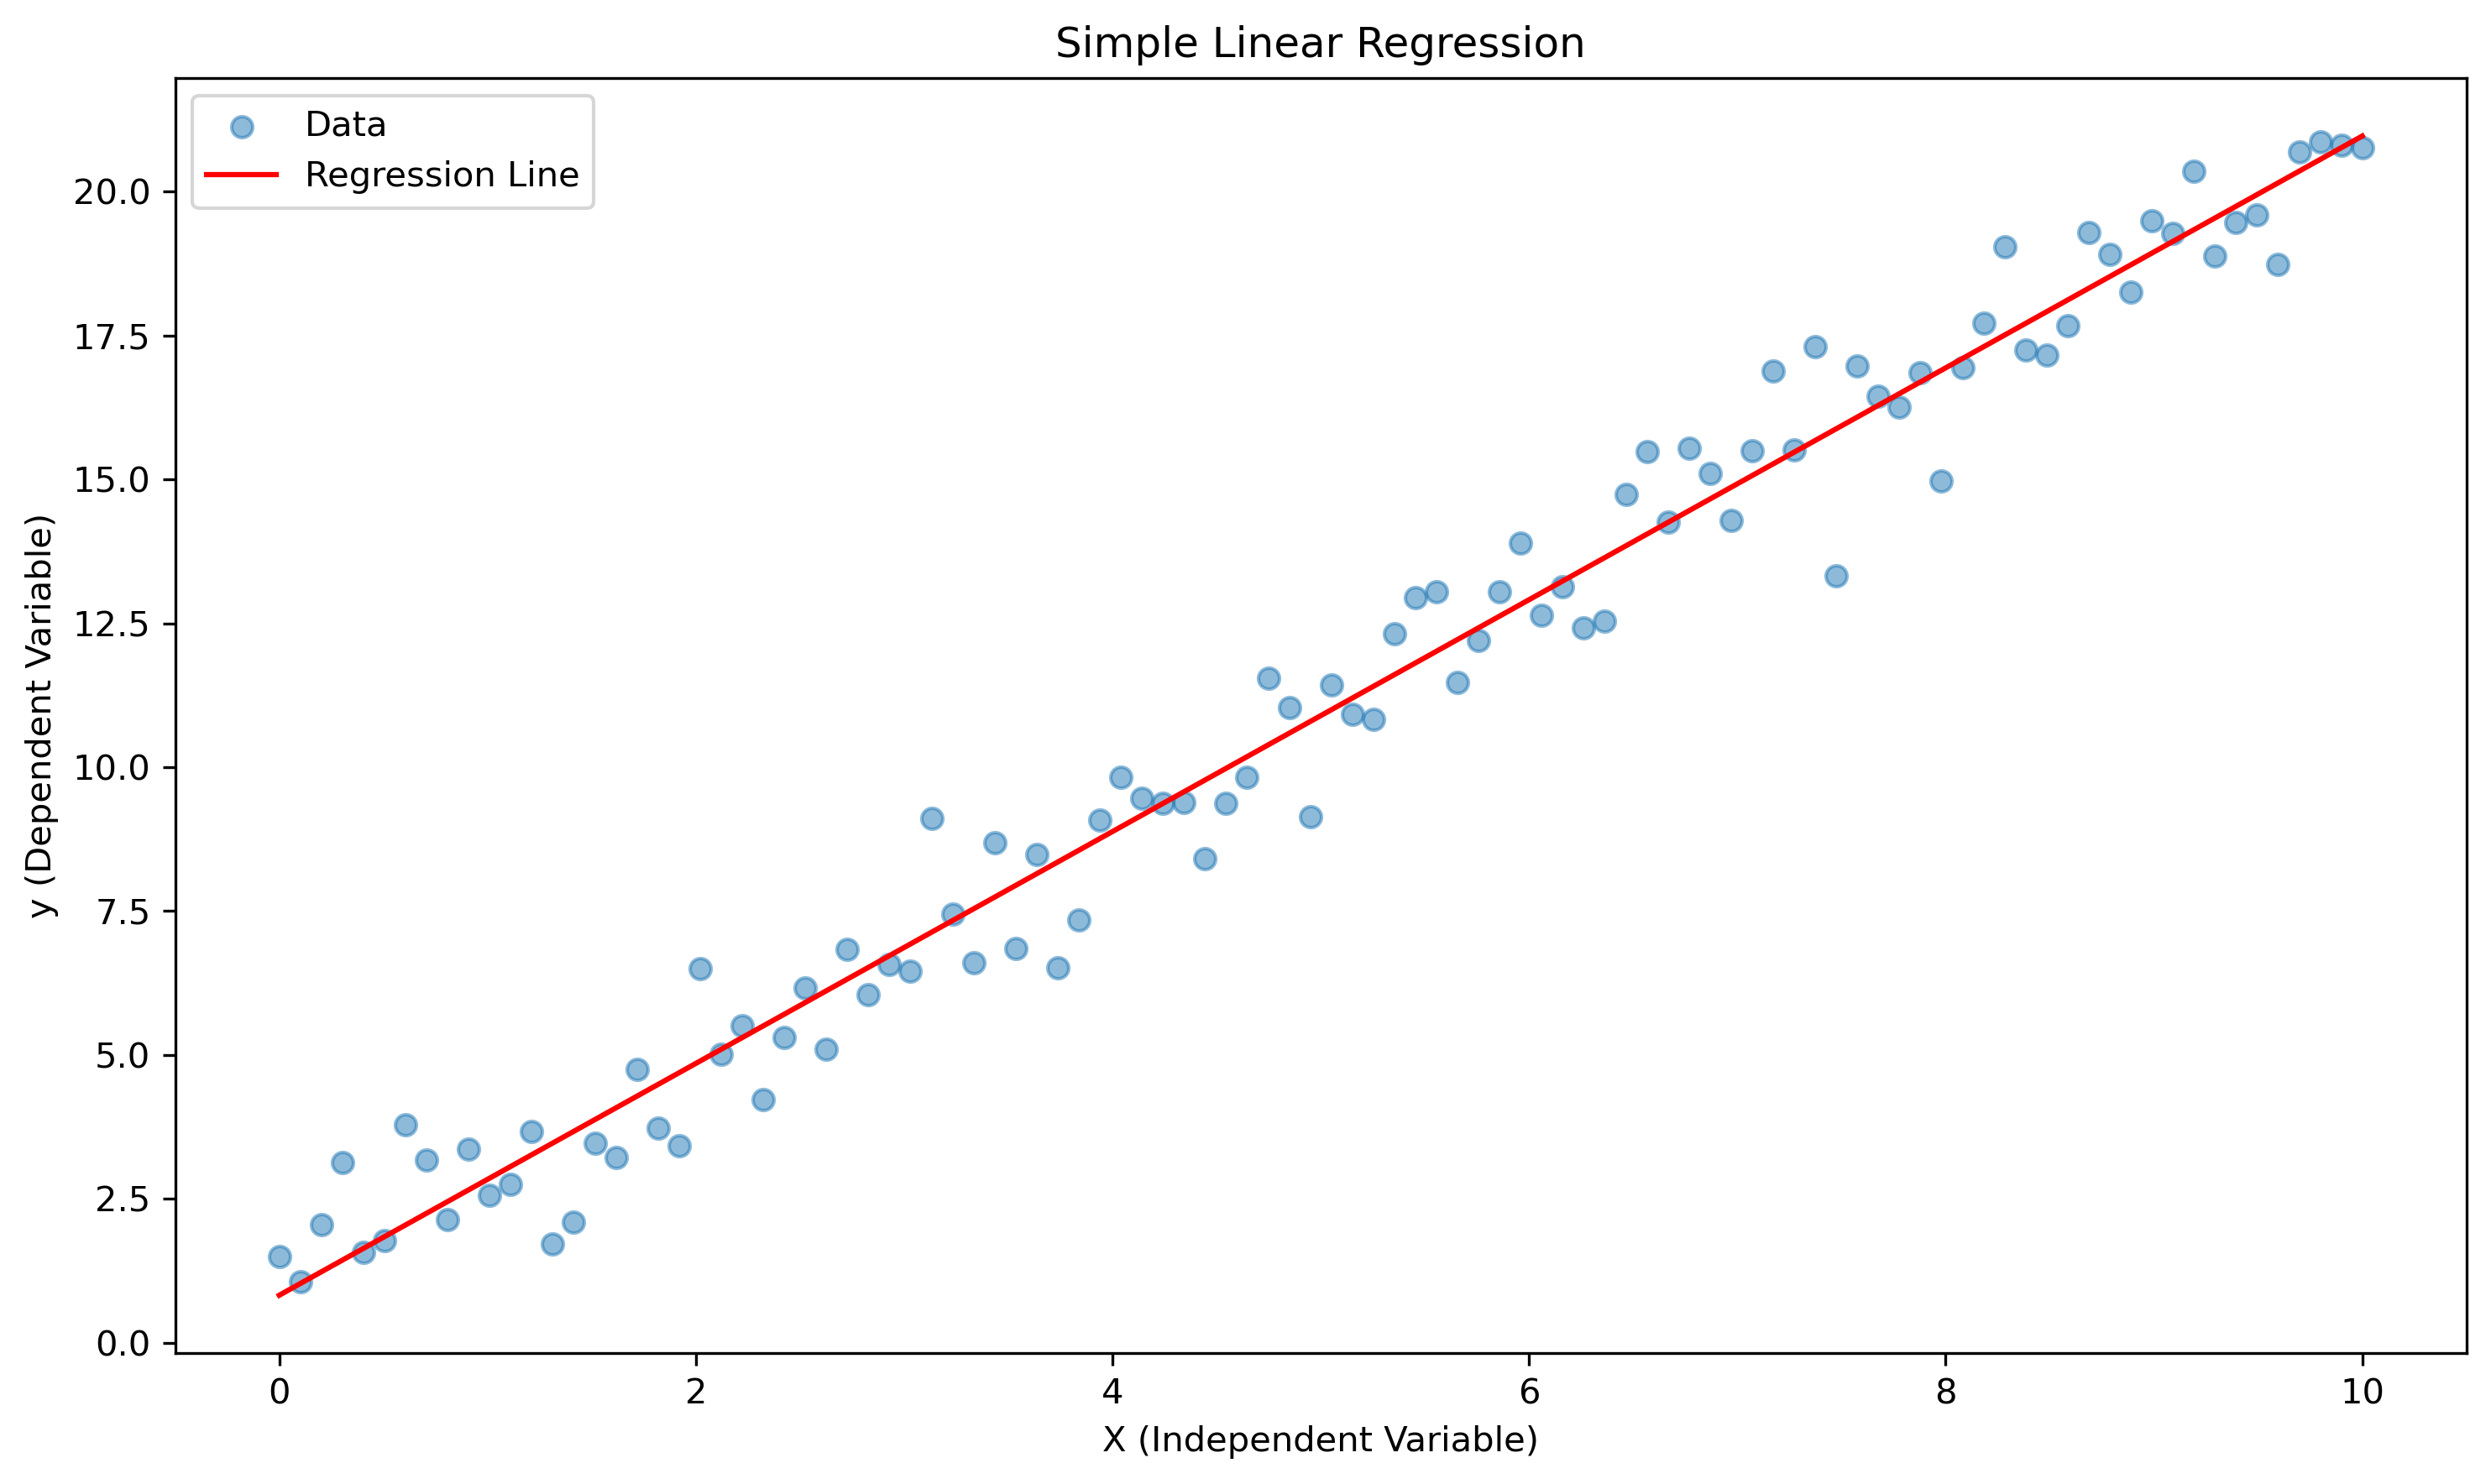 Simple Linear Regression
Data
Regression Line
20.0
17.5
15.0
12.5
10.0
7.5
5.0
2.5
0.0
y (Dependent Variable)
0 2 4 6 8 10
X (Independent Variable)